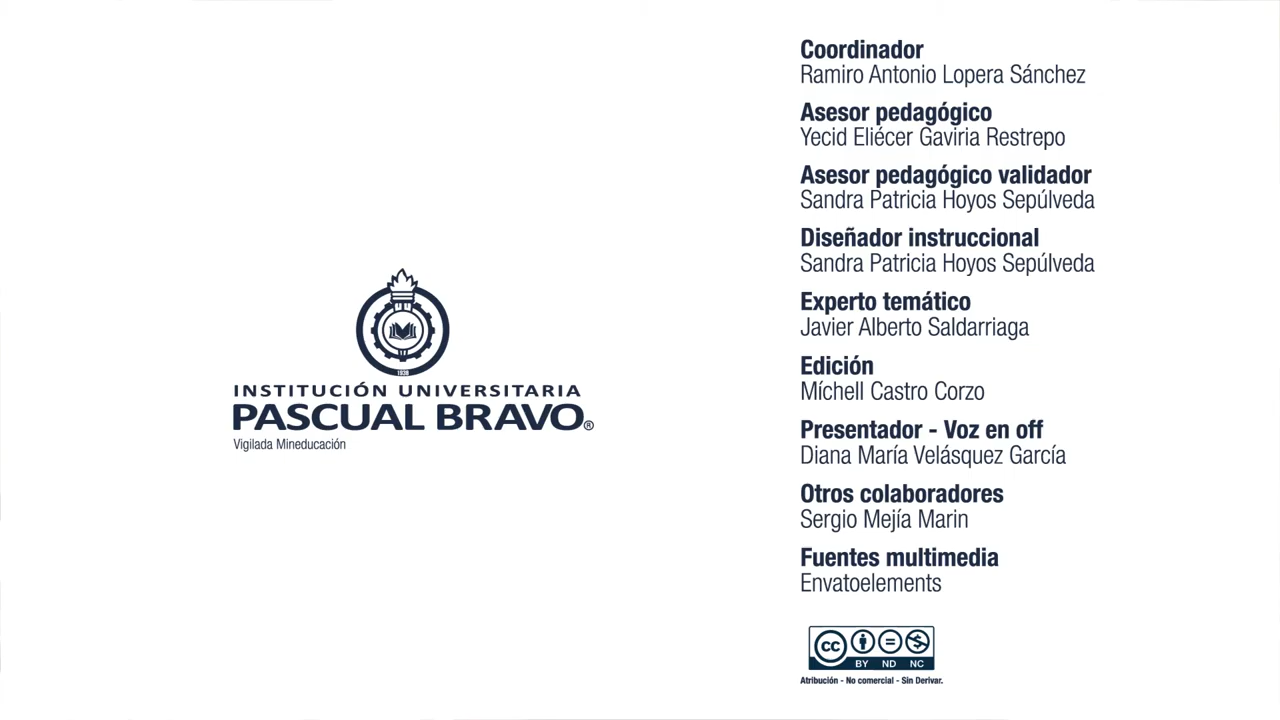 1938
INSTITUCIÓN UNIVERSITARIA
PASCUAL BRAVO®
Vigilada Mineducación
Coordinador
Ramiro Antonio Lopera Sánchez
Asesor pedagógico
Yecid Eliécer Gaviria Restrepo
Asesor pedagógico validador
Sandra Patricia Hoyos Sepúlveda
Diseñador instruccional
Sandra Patricia Hoyos Sepúlveda
Experto temático
Javier Alberto Saldarriaga
Edición
Míchell Castro Corzo
Presentador - Voz en off
Diana María Velásquez García
Otros colaboradores
Sergio Mejía Marin
Fuentes multimedia
Envatoelements
cc
BY ND NC
Atribución - No comercial - Sin Derivar.